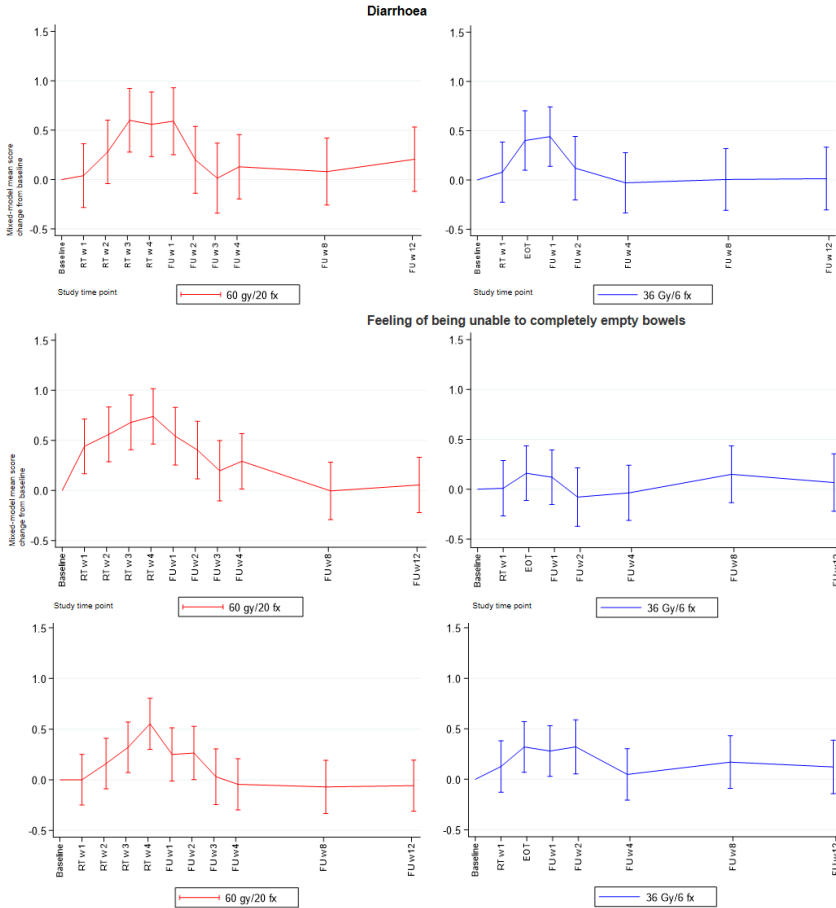 Diarrhoea
1.5
1.0
0.5
0.0
-0.5
Mixed-model mean score
change from baseline
Baseline
RT w 1
RT w 2
RT w 3
RT w 4
FU w 1
FU w 2
FU w 3
FU w 4
FU w 8
FU w 12
Study time point
60 gy/20 fx
1.5
1.0
0.5
0.0
-0.5
Baseline
RT w 1
EOT
FU w 1
FU w 2
FU w 4
FU w 8
FU w 12
36 Gy/6 fx
Feeling of being unable to completely empty bowels
1.5
1.0
0.5
0.0
-0.5
Mixed-model mean score
change from baseline
Baseline
RT w1
RT w2
RT w3
RT w4
FU w1
FU w2
FU w3
FU w4
FU w8
FU w12
Study time point
60 gy/20 fx
1.5
1.0
0.5
0.0
-0.5
Baseline
RT w1
EOT
FU w1
FU w2
FU w4
FU w8
FU w12
Study time point
36 Gy/6 fx
1.5
1.0
0.5
0.0
-0.5
Baseline
RT w1
RT w2
RT w3
RT w4
FU w1
FU w2
FU w3
FU w4
FU w8
FU w12
60 gy/20 fx
1.5
1.0
0.5
0.0
-0.5
Baseline
RT w1
EOT
FU w1
FU w2
FU w4
FU w8
FU w12
36 Gy/6 fx